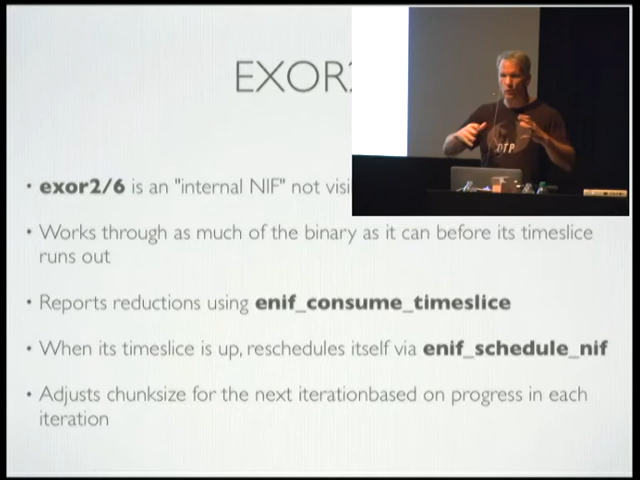 EXOR2
• exor2/6 is an "internal NIF" not visi
• Works through as much of the binary as it can before its timeslice
runs out
• Reports reductions using enif_consume_timeslice
• When its timeslice is up, reschedules itself via enif_schedule_nif
• Adjusts chunksize for the next iterationbased on progress in each
iteration
DTP